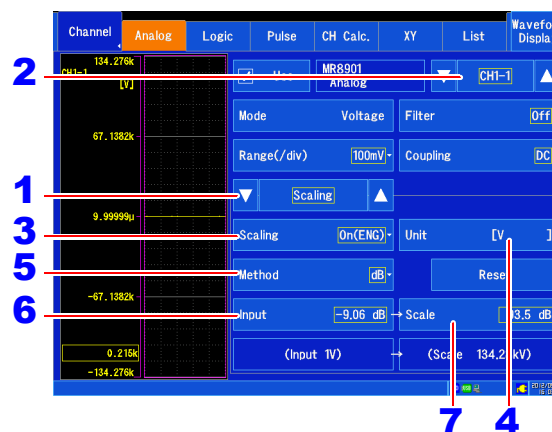 Channel Analog Logic Pulse CH Calc. XY List Wavefo
Displa
134.276k
CH1-1
[V]
67.1382k
9.99999µ
-67.1382k
0.215k
-134.276k
2
MR8901
Analog
CH1-1
Mode Voltage Filter Off
Range(/div) 100mV Coupling DC
1
Scaling
3
Scaling On(ENG) Unit [V ]
5
Method dB Rese
6
Input -9.06 dB → Scale 3.5 dB
(Input 1V) → (Scale 134.2 kV)
7 4